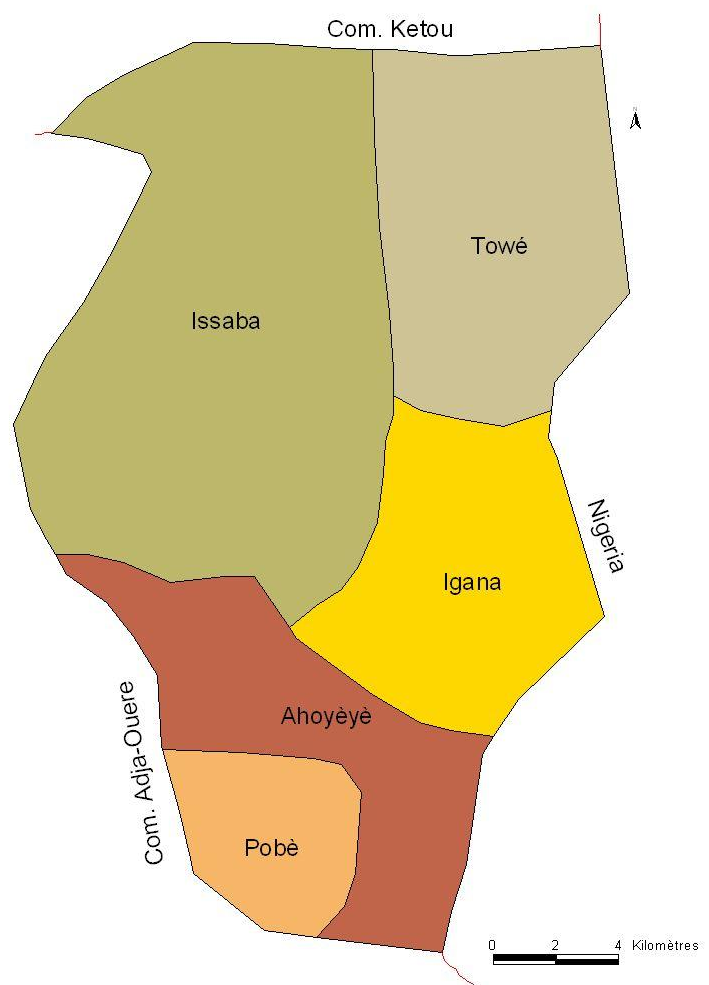 Com. Ketou
N
Towé
Issaba
Nigeria
Igana
Ahoyèyè
Com. Adja-Ouere
Pobè
0 2 4 Kilomètres